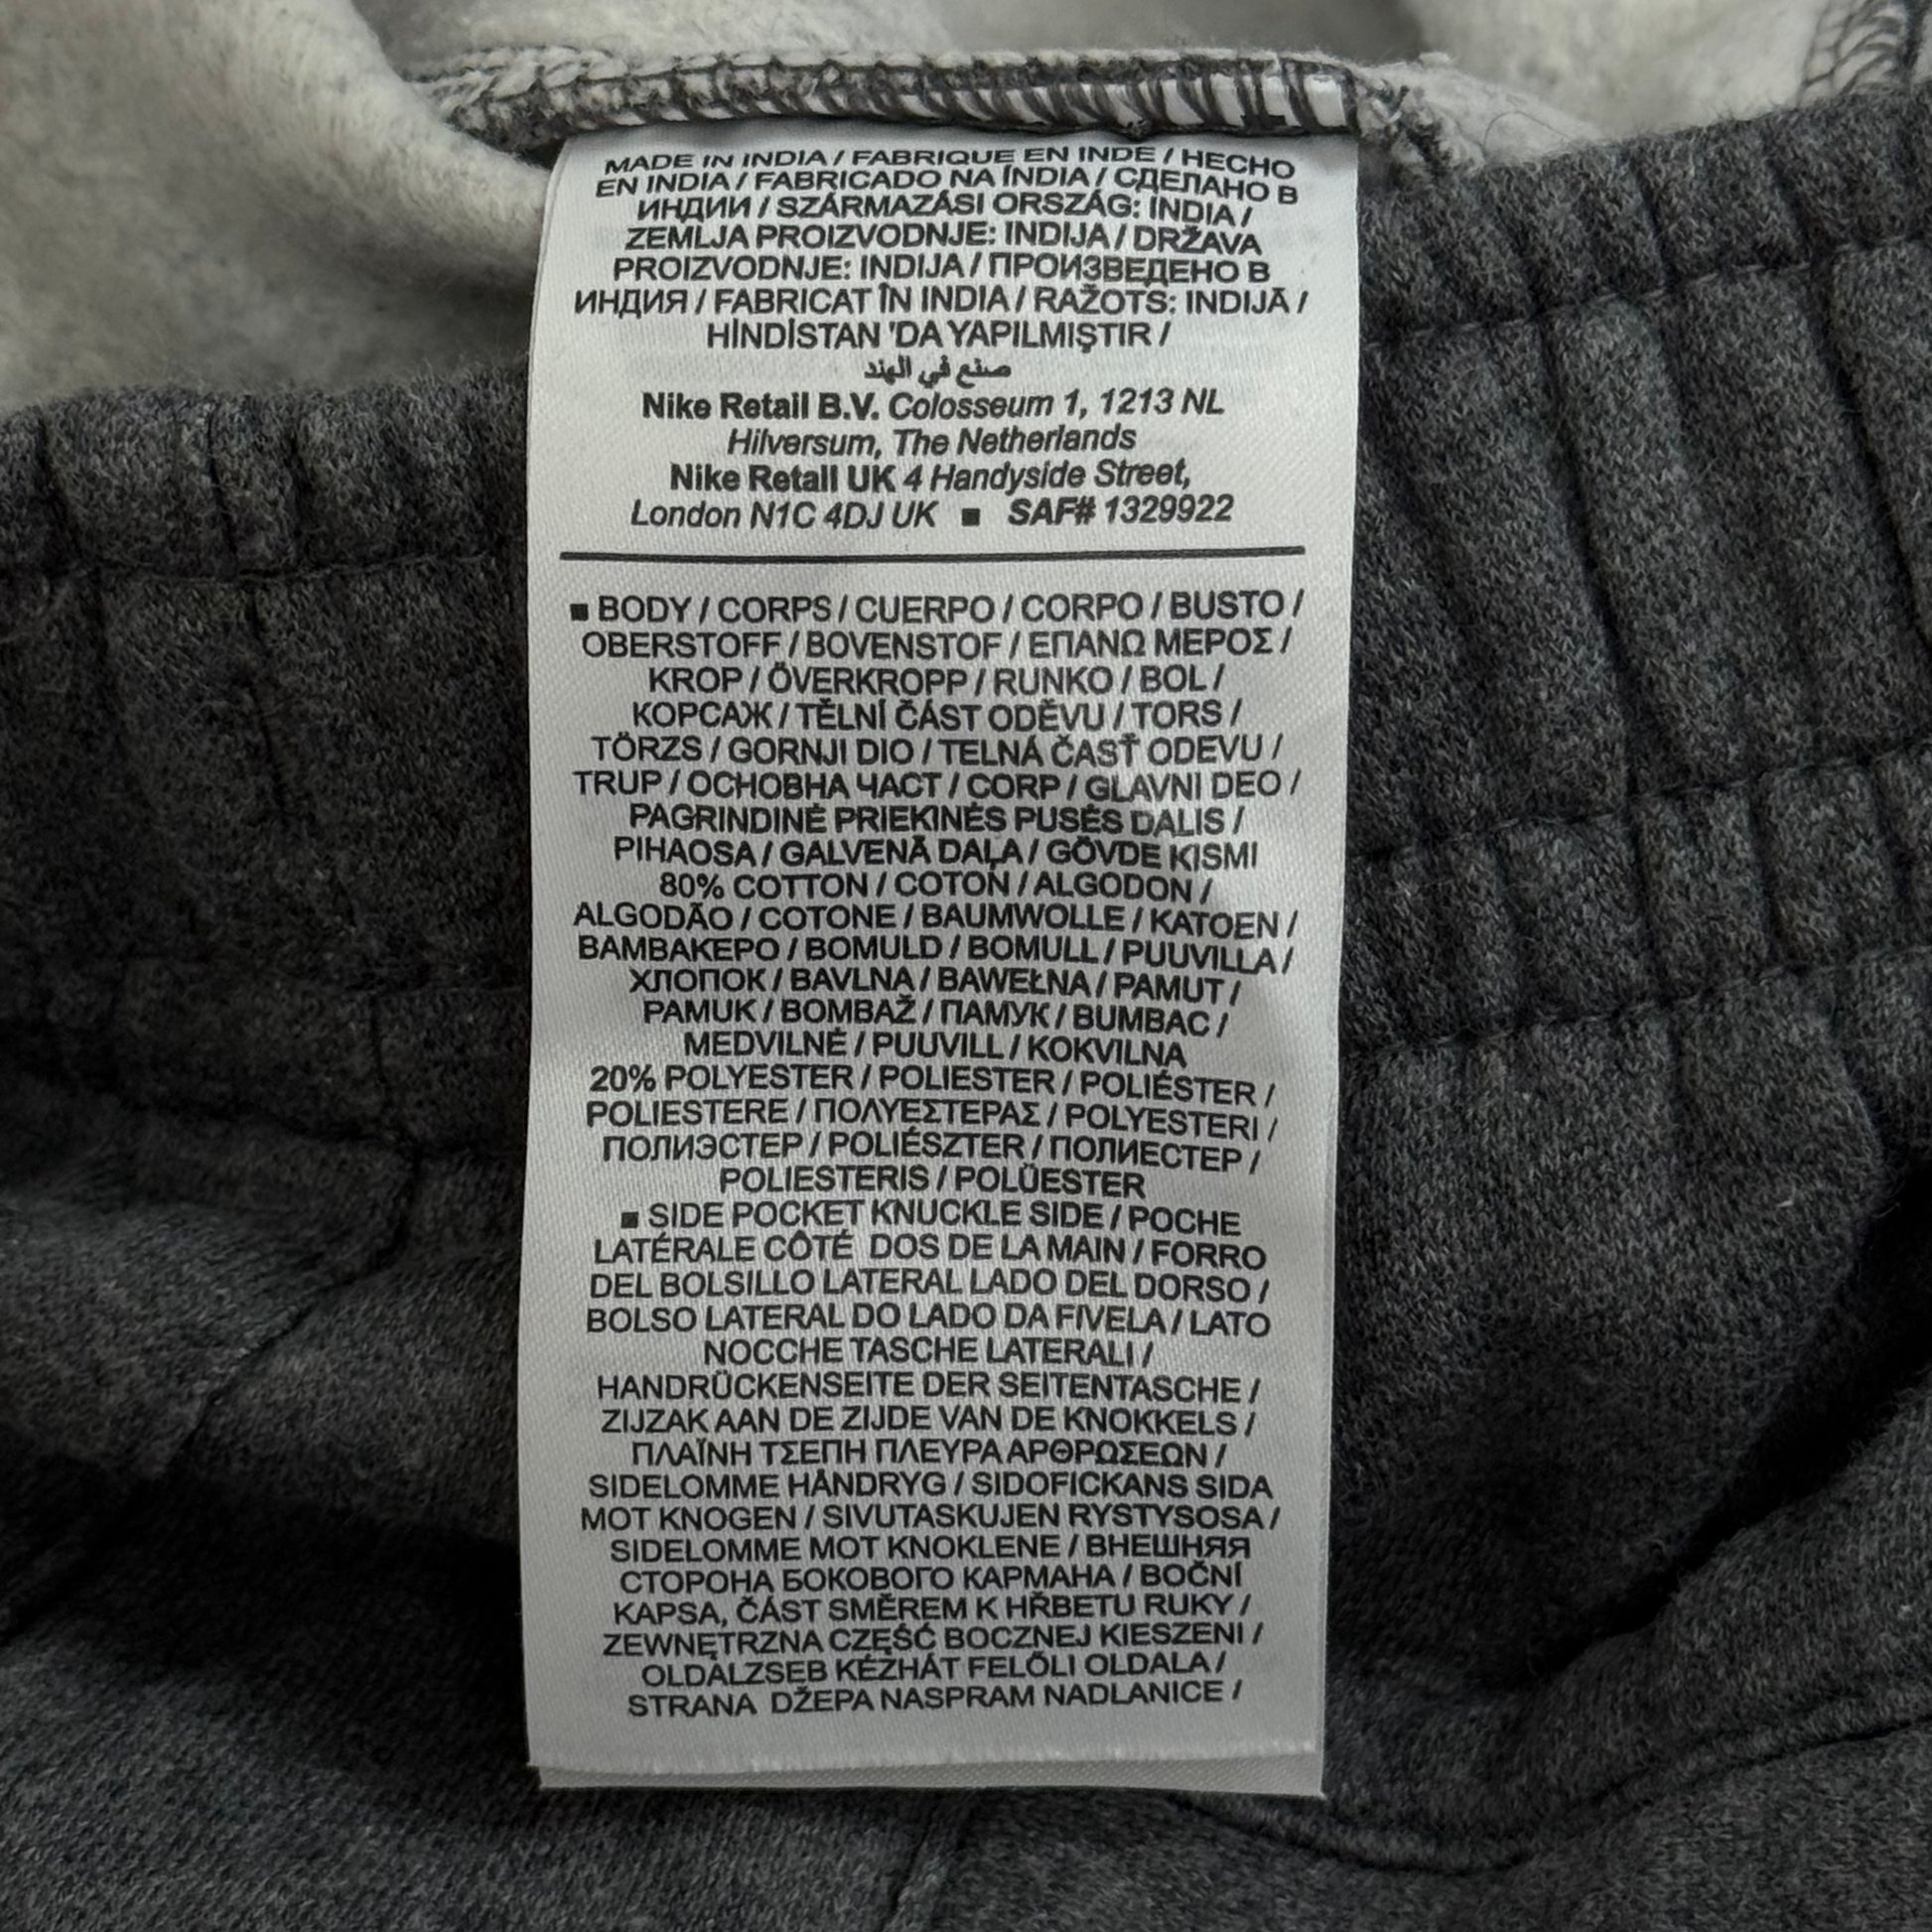 MADE IN INDIA / FABRIQUE EN INDE / HECHO
EN INDIA / FABRICADO NA ÍNDIA / СДЕЛАНО В
ИНДИИ / SZÁRMAZÁSI ORSZÁG: INDIA /
ZEMLJA PROIZVODNJE: INDIJA / DRŽAVA
PROIZVODNJE: INDIJA / ПРОИЗВЕДЕНО В
ИНДИЯ / FABRICAT ÎN INDIA / RAŽOTS: INDIJĀ /
HİNDİSTAN 'DA YAPILMIŞTIR /
صنع في الهند
Nike Retail B.V. Colosseum 1, 1213 NL
Hilversum, The Netherlands
Nike Retail UK 4 Handyside Street,
London N1C 4DJ UK ■ SAF# 1329922
■ BODY / CORPS / CUERPO / CORPO / BUSTO /
OBERSTOFF / BOVENSTOF / ΕΠΑΝΩ ΜΕΡΟΣ /
KROP / ÖVERKROPP / RUNKO / BOL /
КОРСАЖ / TĚLNÍ ČÁST ODĚVU / TORS /
TÖRZS / GORNJI DIO / TELNÁ ČASŤ ODEVU /
TRUP / ОСНОВНА ЧАСТ / CORP / GLAVNI DEO /
PAGRINDINĖ PRIEKINĖS PUSĖS DALIS /
PIHAOSA / GALVENĀ DAĻA / GÖVDE KISMI
80% COTTON / COTON / ALGODON /
ALGODÃO / COTONE / BAUMWOLLE / KATOEN /
ΒΑΜΒΑΚΕΡΟ / BOMULD / BOMULL / PUUVILLA /
ХЛОПОК / BAVLNA / BAWEŁNA / PAMUT /
PAMUK / BOMBAŽ / ПАМУК / BUMBAC /
MEDVILNĖ / PUUVILL / KOKVILNA
20% POLYESTER / POLIESTER / POLIÉSTER /
POLIESTERE / ΠΟΛΥΕΣΤΕΡΑΣ / POLYESTERI /
ПОЛИЭСТЕР / POLIÉSZTER / ПОЛИЕСТЕР /
POLIESTERIS / POLÜESTER
■ SIDE POCKET KNUCKLE SIDE / POCHE
LATÉRALE CÔTÉ DOS DE LA MAIN / FORRO
DEL BOLSILLO LATERAL LADO DEL DORSO /
BOLSO LATERAL DO LADO DA FIVELA / LATO
NOCCHE TASCHE LATERALI /
HANDRÜCKENSEITE DER SEITENTASCHE /
ZIJZAK AAN DE ZIJDE VAN DE KNOKKELS /
ΠΛΑΪΝΗ ΤΣΕΠΗ ΠΛΕΥΡΑ ΑΡΘΡΩΣΕΩΝ /
SIDELOMME HÅNDRYG / SIDOFICKANS SIDA
MOT KNOGEN / SIVUTASKUJEN RYSTYSOSA /
SIDELOMME MOT KNOKLENE / ВНЕШНЯЯ
СТОРОНА БОКОВОГО КАРМАНА / BOČNÍ
KAPSA, ČÁST SMĚREM K HŘBETU RUKY /
ZEWNĘTRZNA CZĘŚĆ BOCZNEJ KIESZENI /
OLDALZSEB KÉZHÁT FELŐLI OLDALA /
STRANA DŽEPA NASPRAM NADLANICE /